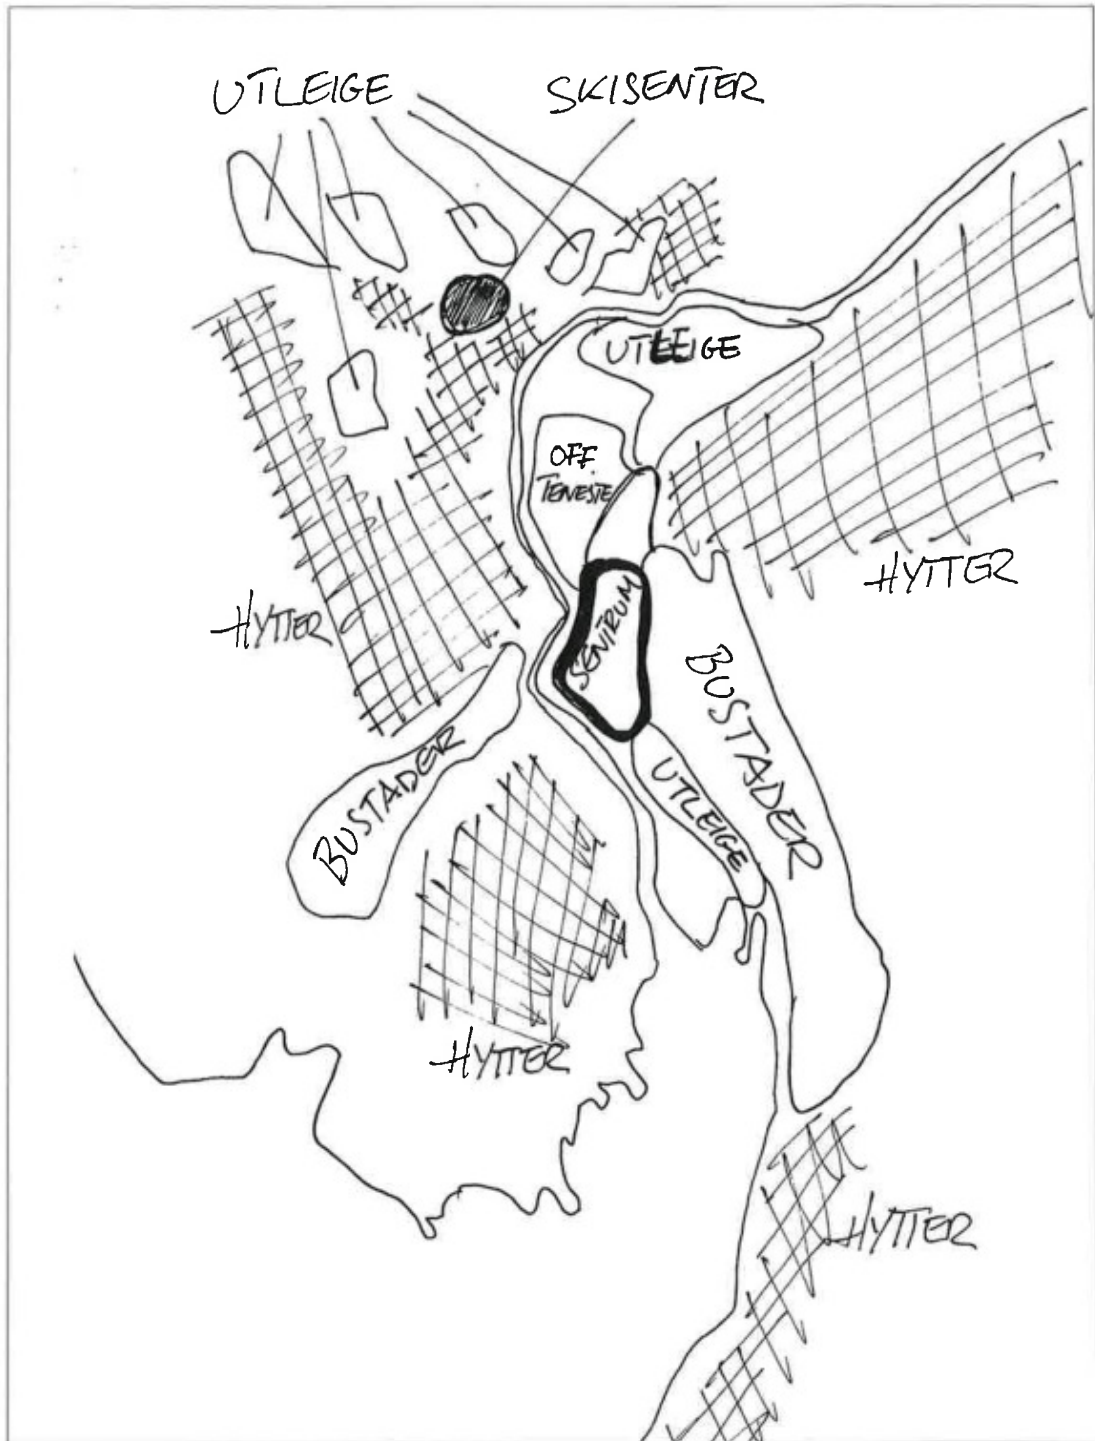 UTLEIGE
SKISENTER
UTLEIGE
OFF.
TENESTE
HYTTER
HYTTER
SENTRUM
BUSTADER
BUSTADER
UTLEIGE
HYTTER
HYTTER